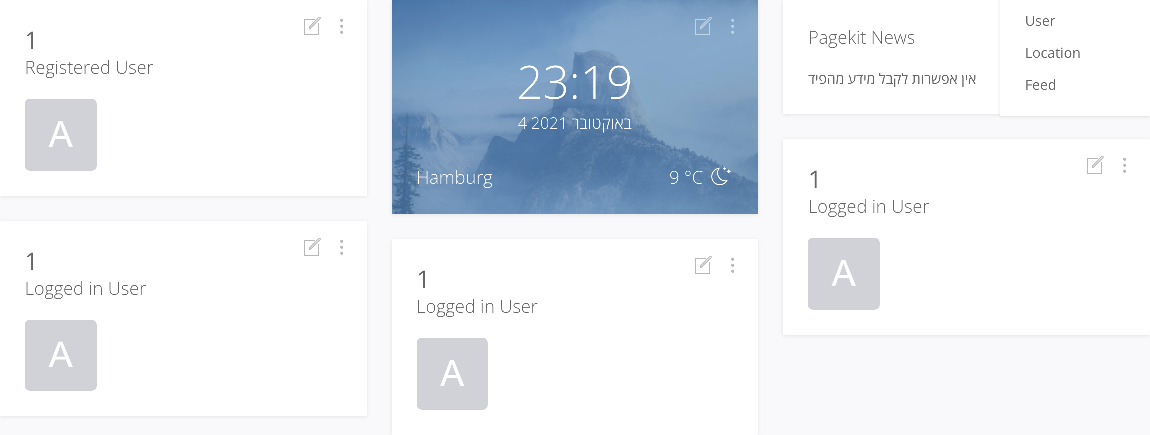 1
Registered User
A
1
Logged in User
A
23:19
4 באוקטובר 2021
Hamburg
9 °C
1
Logged in User
A
Pagekit News
אין אפשרות לקבל מידע מהפיד
User
Location
Feed
1
Logged in User
A